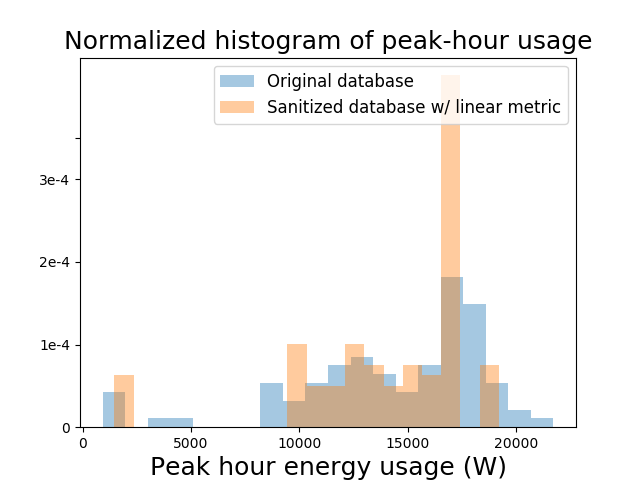 Normalized histogram of peak-hour usage
Original database
Sanitized database w/ linear metric
3e-4
2e-4
1e-4
0
0 5000 10000 15000 20000
Peak hour energy usage (W)